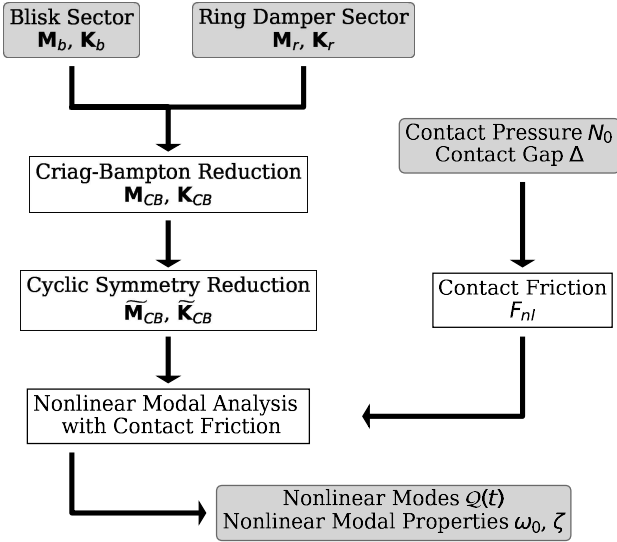 Blisk Sector
M_b, K_b
Ring Damper Sector
M_r, K_r
Contact Pressure N_0
Contact Gap Δ
Criag-Bampton Reduction
M_CB, K_CB
Cyclic Symmetry Reduction
M̃_CB, K̃_CB
Contact Friction
F_nl
Nonlinear Modal Analysis
with Contact Friction
Nonlinear Modes 𝒬(t)
Nonlinear Modal Properties ω_0, ζ